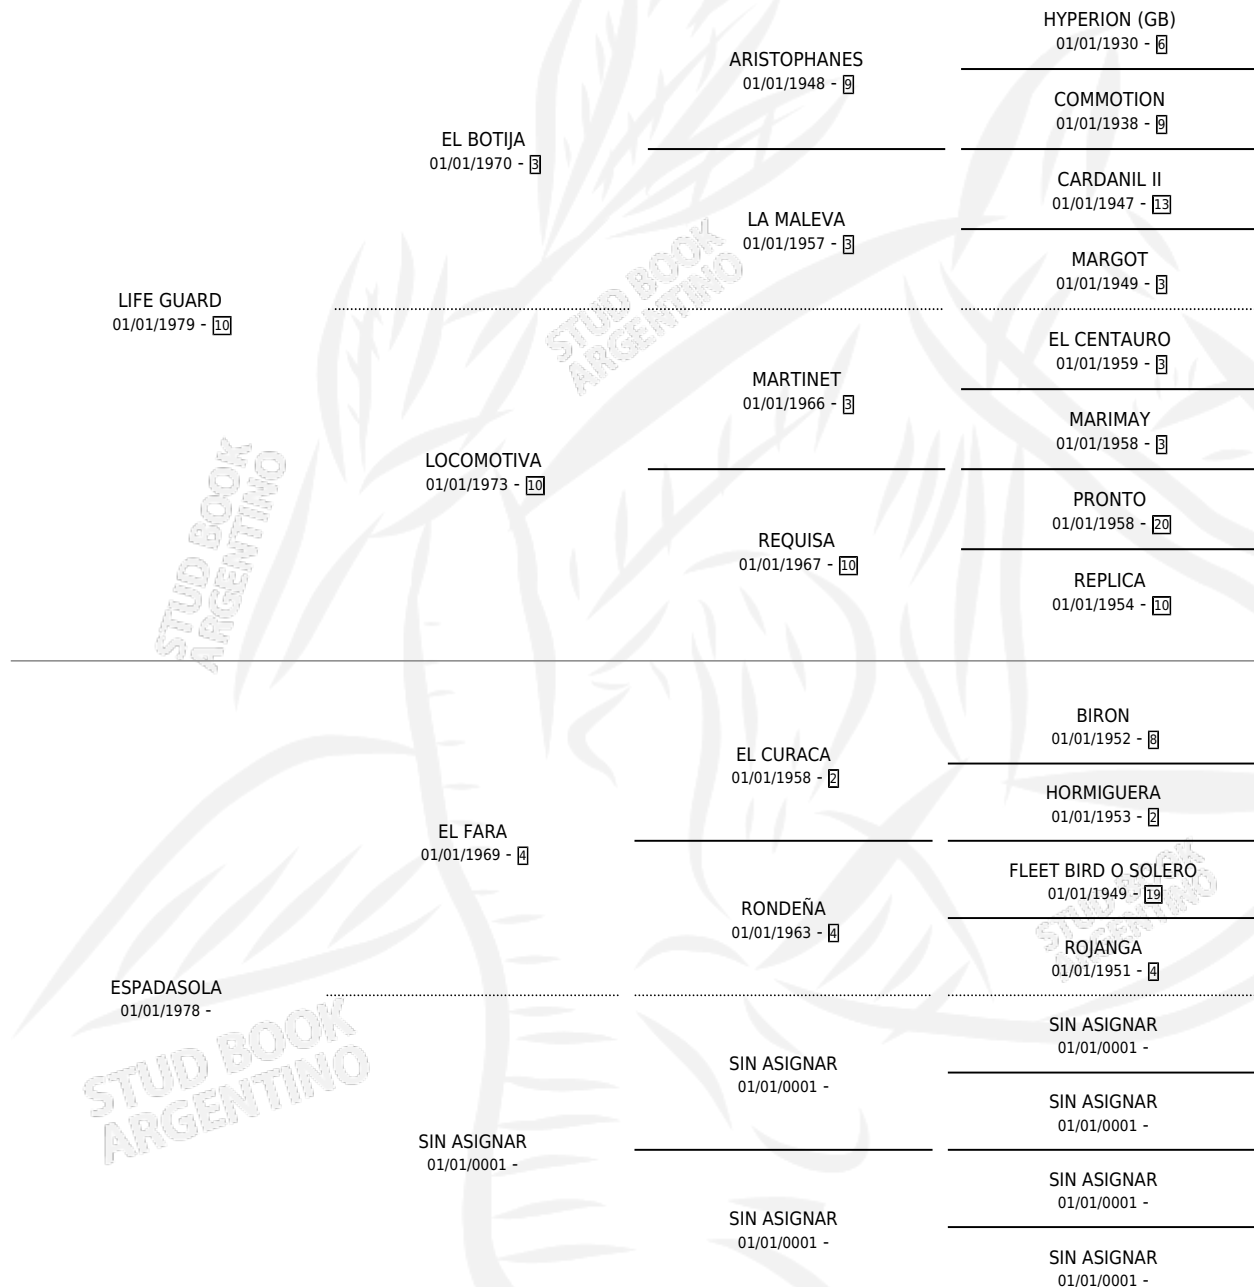 HYPERION (GB)
01/01/1930 - 6
ARISTOPHANES
01/01/1948 - 9
COMMOTION
01/01/1938 - 9
EL BOTIJA
01/01/1970 - 3
CARDANIL II
01/01/1947 - 13
LA MALEVA
01/01/1957 - 3
MARGOT
01/01/1949 - 3
LIFE GUARD
01/01/1979 - 10
EL CENTAURO
01/01/1959 - 3
MARTINET
01/01/1966 - 3
MARIMAY
01/01/1958 - 3
LOCOMOTIVA
01/01/1973 - 10
PRONTO
01/01/1958 - 20
REQUISA
01/01/1967 - 10
REPLICA
01/01/1954 - 10
STUD BOOK
ARGENTINO
STUD BOOK
ARGENTINO
BIRON
01/01/1952 - 8
EL CURACA
01/01/1958 - 2
HORMIGUERA
01/01/1953 - 2
EL FARA
01/01/1969 - 4
FLEET BIRD O SOLERO
01/01/1949 - 19
RONDEÑA
01/01/1963 - 4
ROJANGA
01/01/1951 - 4
STUD BOOK
ARGENTINO
ESPADASOLA
01/01/1978 -
SIN ASIGNAR
01/01/0001 -
SIN ASIGNAR
01/01/0001 -
SIN ASIGNAR
01/01/0001 -
SIN ASIGNAR
01/01/0001 -
SIN ASIGNAR
01/01/0001 -
SIN ASIGNAR
01/01/0001 -
SIN ASIGNAR
01/01/0001 -
STUD BOOK
ARGENTINO